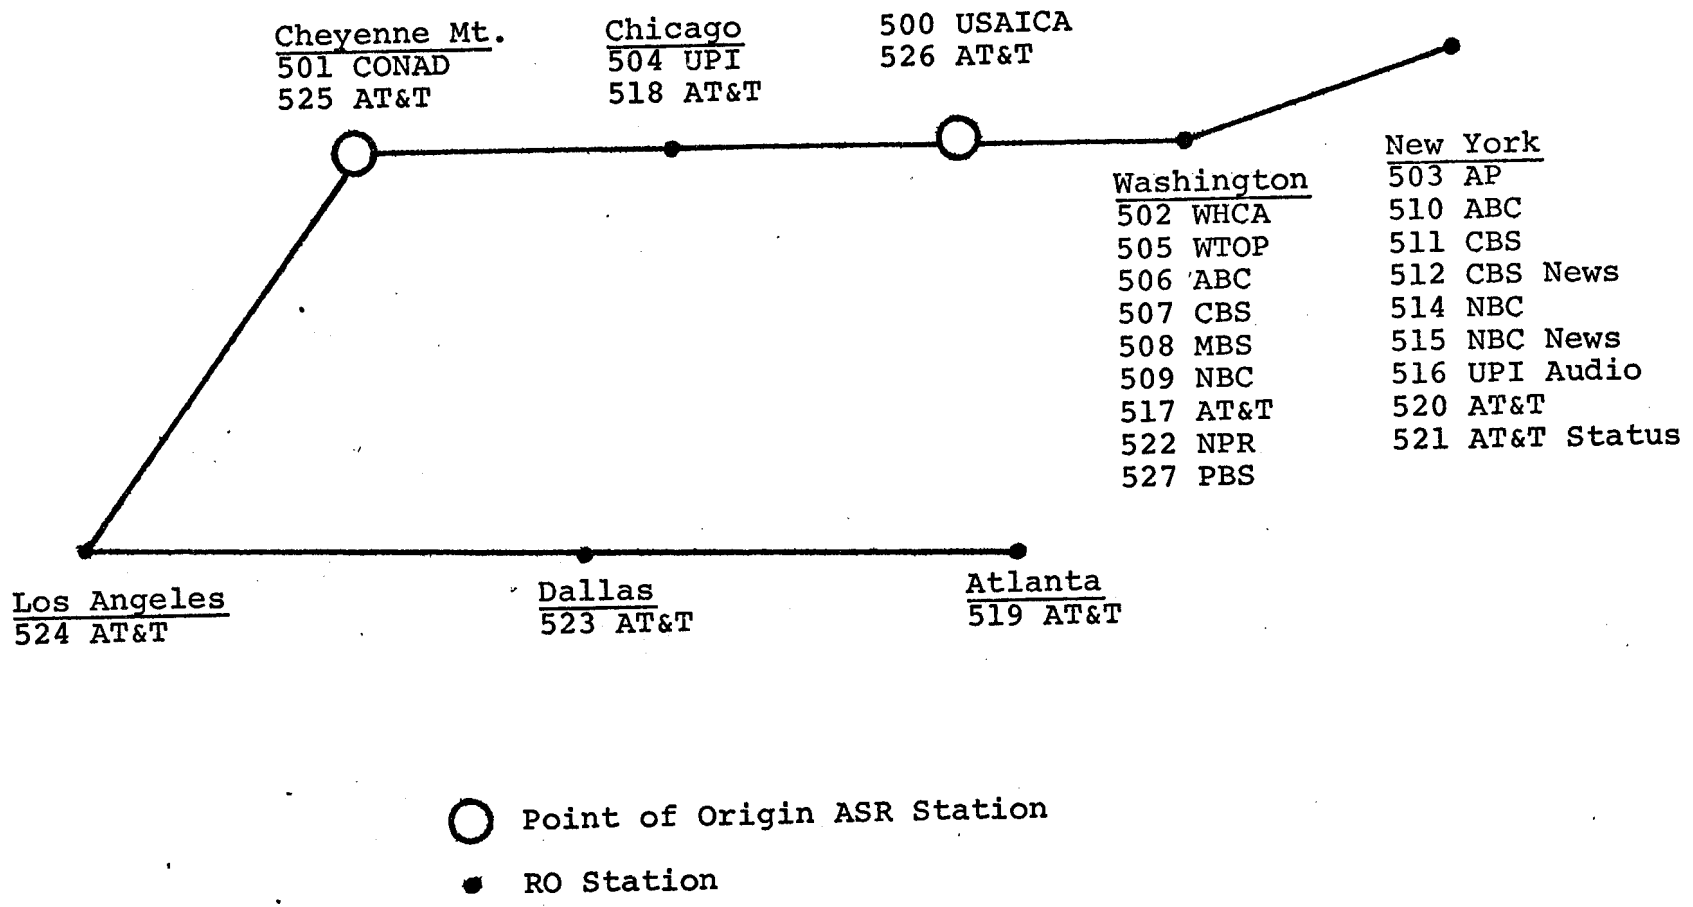 Cheyenne Mt.
501 CONAD
525 AT&T
Chicago
504 UPI
518 AT&T
500 USAICA
526 AT&T
Washington
502 WHCA
505 WTOP
506 ABC
507 CBS
508 MBS
509 NBC
517 AT&T
522 NPR
527 PBS
New York
503 AP
510 ABC
511 CBS
512 CBS News
514 NBC
515 NBC News
516 UPI Audio
520 AT&T
521 AT&T Status
Los Angeles
524 AT&T
Dallas
523 AT&T
Atlanta
519 AT&T
Point of Origin ASR Station
RO Station